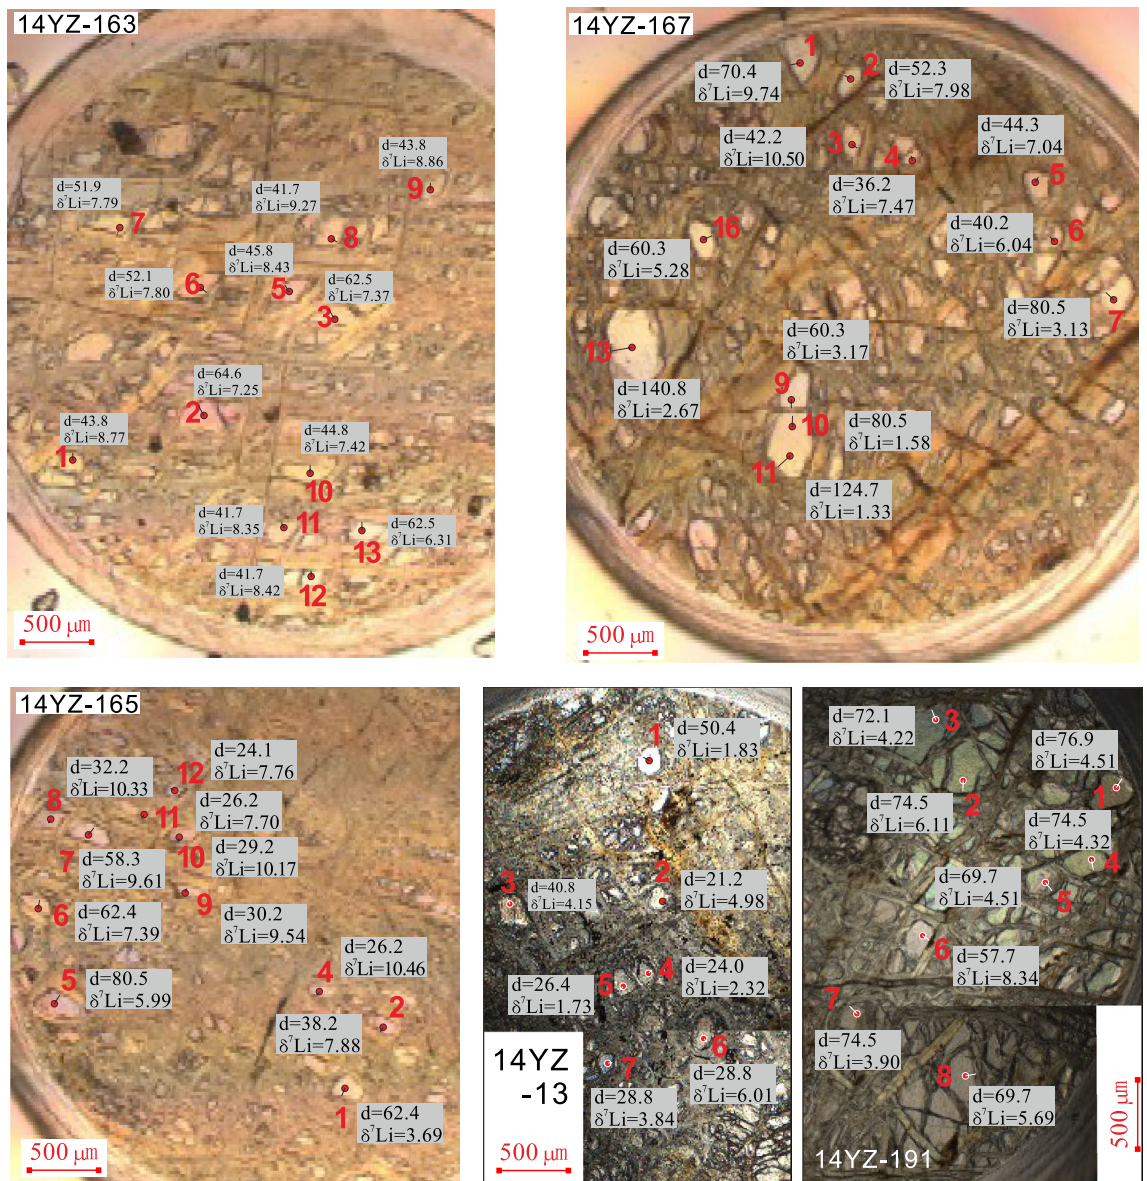 14YZ-163
d=43.8
δ⁷Li=8.86
9
d=51.9
δ⁷Li=7.79
7
d=41.7
δ⁷Li=9.27
8
d=45.8
δ⁷Li=8.43
5
d=52.1
δ⁷Li=7.80
6
d=62.5
δ⁷Li=7.37
3
d=64.6
δ⁷Li=7.25
2
d=43.8
δ⁷Li=8.77
1
d=44.8
δ⁷Li=7.42
10
d=41.7
δ⁷Li=8.35
11
d=62.5
δ⁷Li=6.31
13
d=41.7
δ⁷Li=8.42
12
500 μm
14YZ-167
1
d=70.4
δ⁷Li=9.74
2
d=52.3
δ⁷Li=7.98
d=42.2
δ⁷Li=10.50
3
4
d=36.2
δ⁷Li=7.47
d=44.3
δ⁷Li=7.04
5
d=40.2
δ⁷Li=6.04
6
16
d=60.3
δ⁷Li=5.28
d=80.5
δ⁷Li=3.13
7
13
d=140.8
δ⁷Li=2.67
d=60.3
δ⁷Li=3.17
9
10
d=80.5
δ⁷Li=1.58
11
d=124.7
δ⁷Li=1.33
500 μm
14YZ-165
12
d=24.1
δ⁷Li=7.76
d=32.2
δ⁷Li=10.33
8
11
d=26.2
δ⁷Li=7.70
10
d=29.2
δ⁷Li=10.17
7
d=58.3
δ⁷Li=9.61
9
d=30.2
δ⁷Li=9.54
6
d=62.4
δ⁷Li=7.39
5
d=80.5
δ⁷Li=5.99
4
d=26.2
δ⁷Li=10.46
2
d=38.2
δ⁷Li=7.88
1
d=62.4
δ⁷Li=3.69
500 μm
1
d=50.4
δ⁷Li=1.83
2
d=21.2
δ⁷Li=4.98
3
d=40.8
δ⁷Li=4.15
4
d=24.0
δ⁷Li=2.32
5
d=26.4
δ⁷Li=1.73
6
d=28.8
δ⁷Li=6.01
7
d=28.8
δ⁷Li=3.84
14YZ
-13
500 μm
d=72.1
δ⁷Li=4.22
3
d=76.9
δ⁷Li=4.51
1
2
d=74.5
δ⁷Li=6.11
d=74.5
δ⁷Li=4.32
4
d=69.7
δ⁷Li=4.51
5
6
d=57.7
δ⁷Li=8.34
7
d=74.5
δ⁷Li=3.90
8
d=69.7
δ⁷Li=5.69
14YZ-191
500 μm